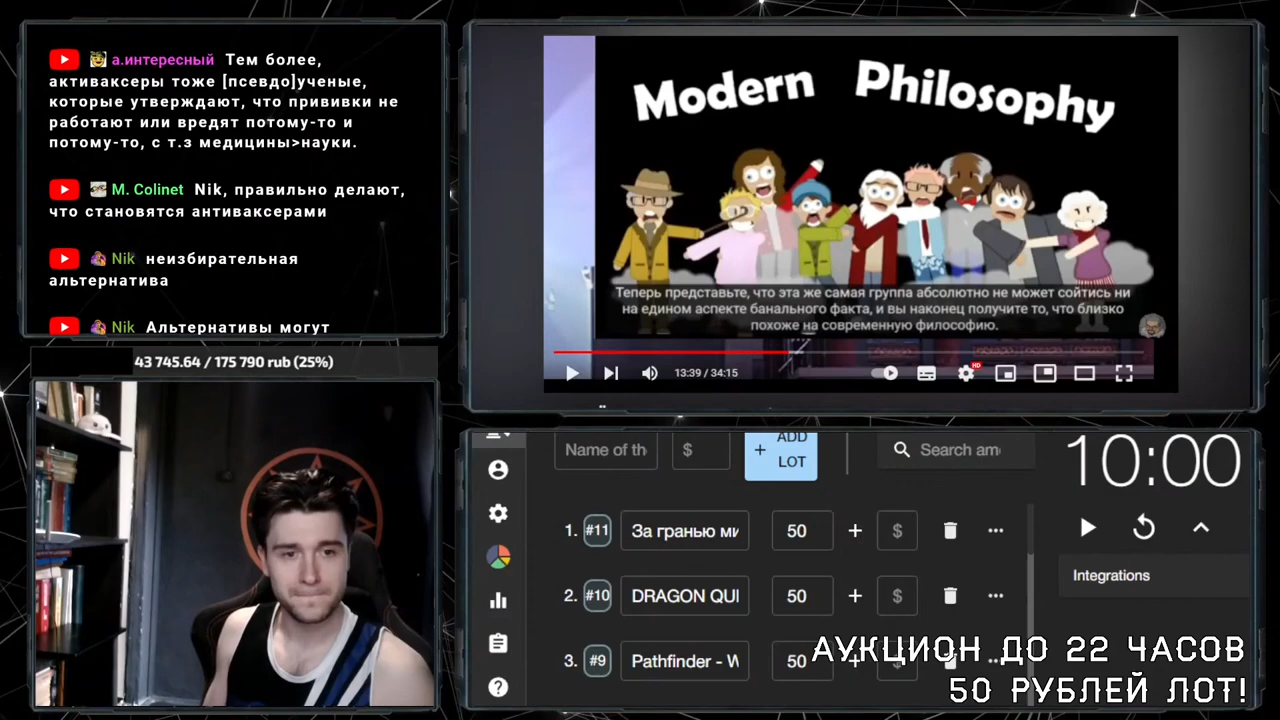 а.интересный Тем более,
активаксеры тоже [псевдо]ученые,
которые утверждают, что прививки не
работают или вредят потому-то и
потому-то, с т.з медицины>науки.
M. Colinet Nik, правильно делают,
что становятся антиваксерами
Nik неизбирательная
альтернатива
Nik Альтернативы могут
43 745.64 / 175 790 rub (25%)
Modern Philosophy
Теперь представьте, что эта же самая группа абсолютно не может сойтись ни
на едином аспекте банального факта, и вы наконец получите то, что близко
похоже на современную философию.
13:39 / 34:15
HD
Name of th
$
+ ADD
LOT
Search am
10:00
1. #11 За гранью ми 50 + $
Integrations
2. #10 DRAGON QUI 50 + $
3. #9 Pathfinder - W 50
АУКЦИОН ДО 22 ЧАСОВ
50 РУБЛЕЙ ЛОТ!